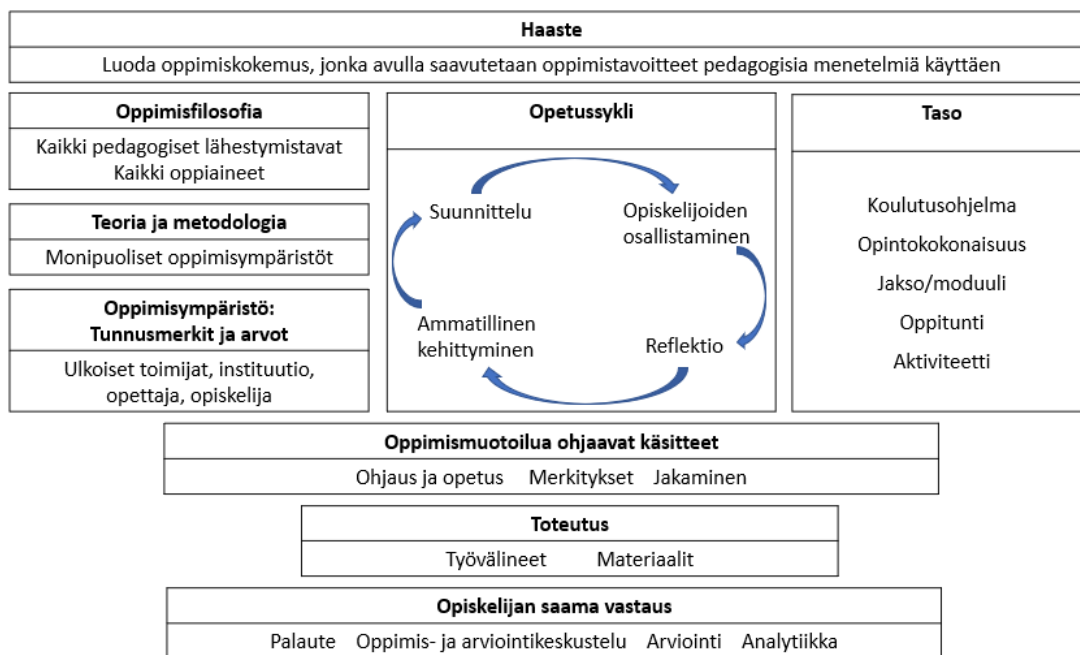 Haaste
Luoda oppimiskokemus, jonka avulla saavutetaan oppimistavoitteet pedagogisia menetelmiä käyttäen
Oppimisfilosofia
Kaikki pedagogiset lähestymistavat
Kaikki oppiaineet
Teoria ja metodologia
Monipuoliset oppimisympäristöt
Oppimisympäristö:
Tunnusmerkit ja arvot
Ulkoiset toimijat, instituutio,
opettaja, opiskelija
Opetussykli
Suunnittelu
Opiskelijoiden
osallistaminen
Reflektio
Ammatillinen
kehittyminen
Taso
Koulutusohjelma
Opintokokonaisuus
Jakso/moduuli
Oppitunti
Aktiviteetti
Oppimismuotoilua ohjaavat käsitteet
Ohjaus ja opetus Merkitykset Jakaminen
Toteutus
Työvälineet Materiaalit
Opiskelijan saama vastaus
Palaute Oppimis- ja arviointikeskustelu Arviointi Analytiikka